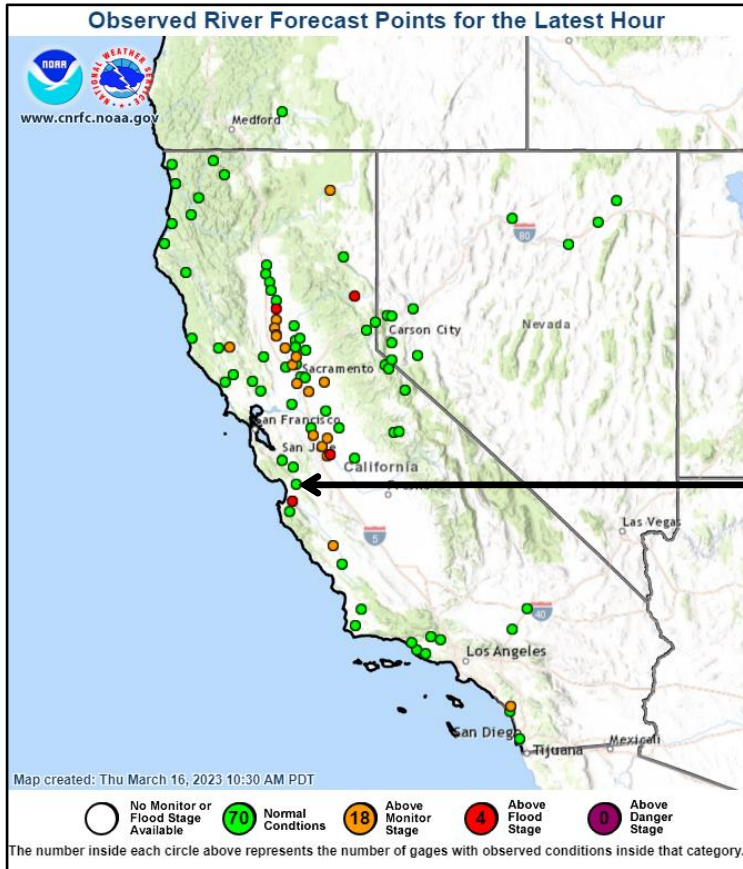 Observed River Forecast Points for the Latest Hour
NOAA
NATIONAL WEATHER SERVICE
www.cnrfc.noaa.gov
Medford
80
Carson City
Nevada
Sacramento
San Francisco
San Jose
California
Las Vegas
5
40
Los Angeles
San Diego
Tijuana
Mexicali
Map created: Thu March 16, 2023 10:30 AM PDT
No Monitor or
Flood Stage
Available
70
Normal
Condtions
18
Above
Monitor
Stage
4
Above
Flood
Stage
0
Above
Danger
Stage
The number inside each circle above represents the number of gages with observed conditions inside that category.